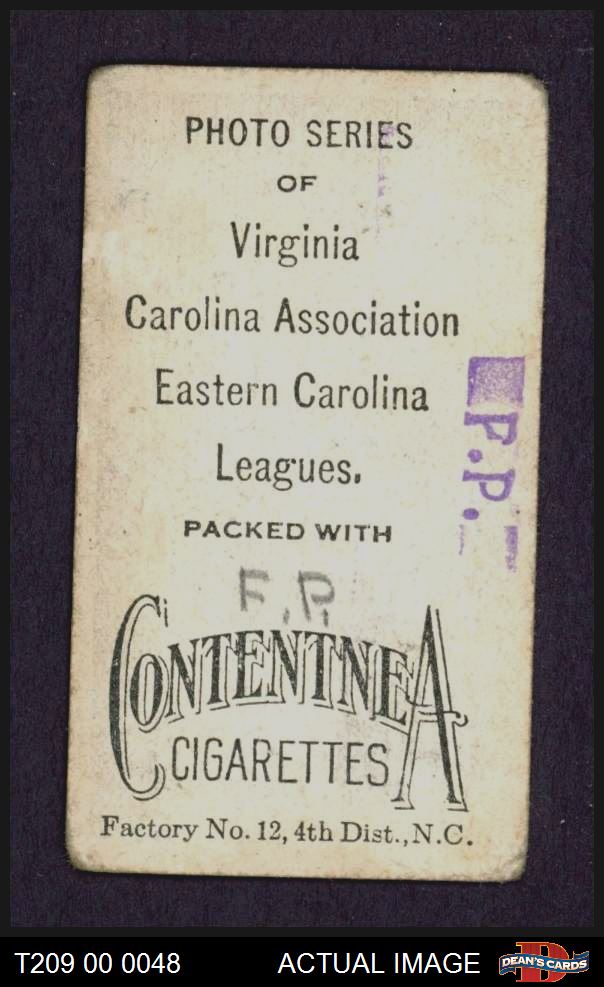 PHOTO SERIES
OF
Virginia
Carolina Association
Eastern Carolina
Leagues.
PACKED WITH
F.P.
CONTENTNEA
CIGARETTES
Factory No. 12, 4th Dist., N.C.
F.P.
T209 00 0048 ACTUAL IMAGE DEAN'S CARDS